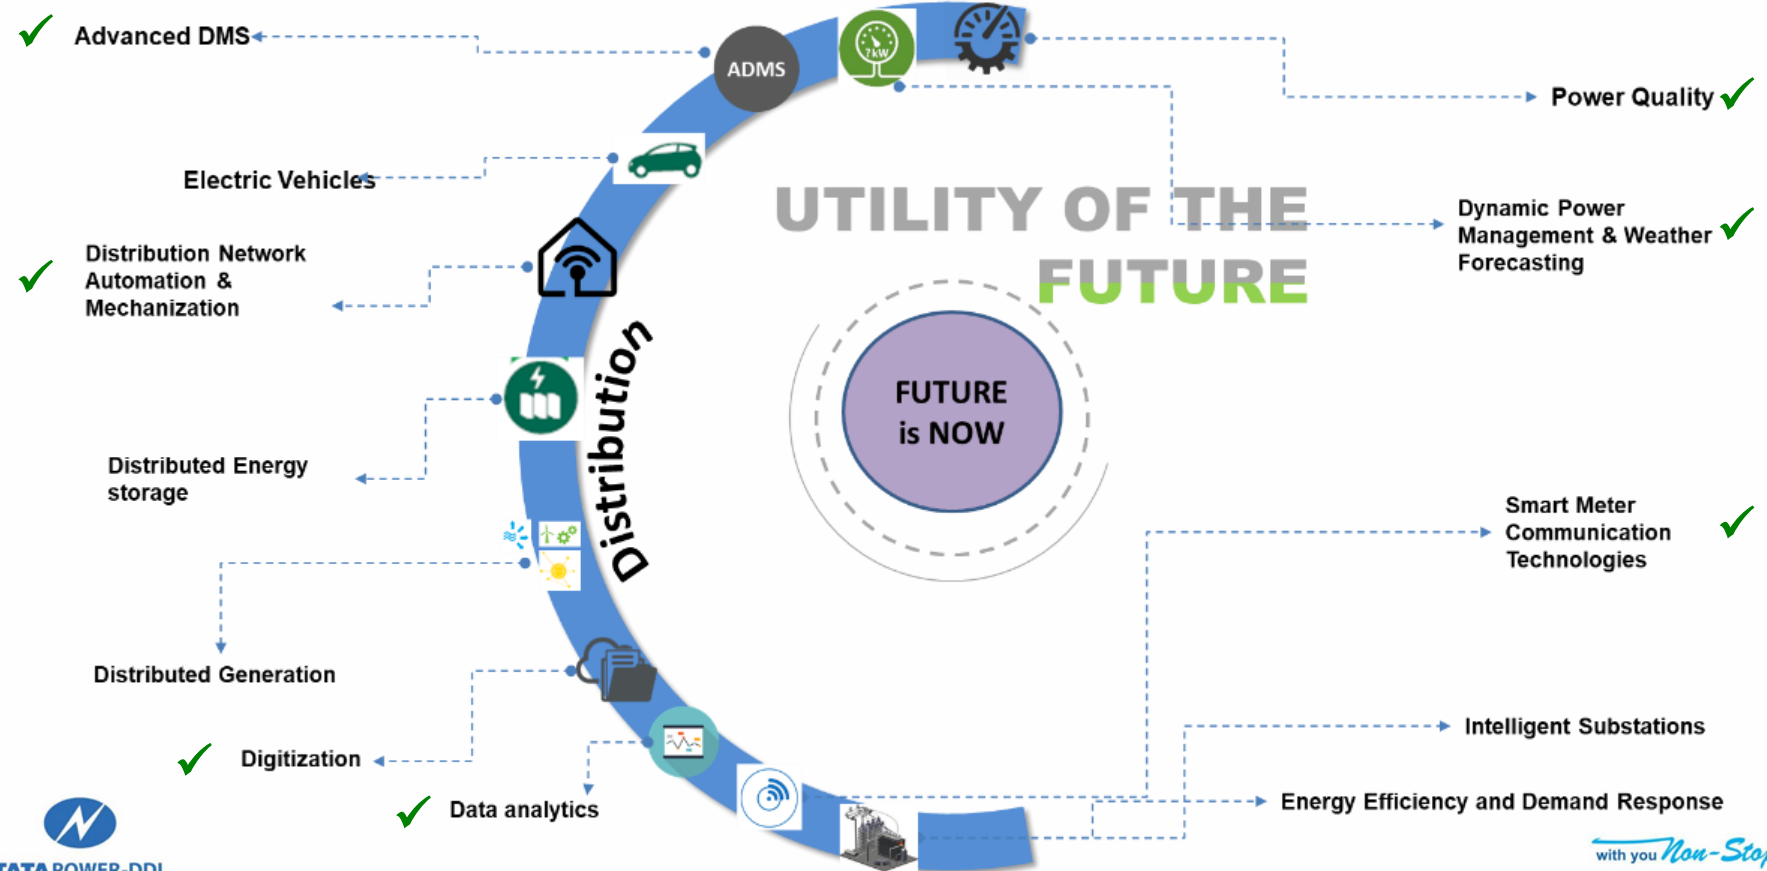 Advanced DMS
ADMS
7kW
Power Quality
Electric Vehicles
UTILITY OF THE
FUTURE
Dynamic Power
Management & Weather
Forecasting
Distribution Network
Automation &
Mechanization
Distribution
FUTURE
is NOW
Distributed Energy
storage
Smart Meter
Communication
Technologies
Distributed Generation
Digitization
Data analytics
Intelligent Substations
Energy Efficiency and Demand Response
TATA POWER-DDL
with you Non-Stop